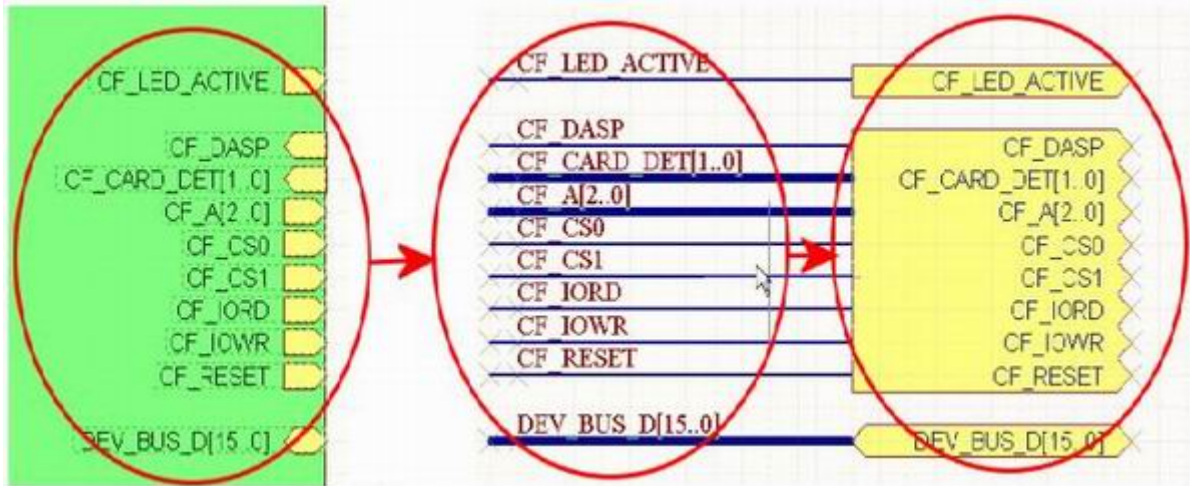 CF_LED_ACTIVE
CF_DASP
CF_CARD_DET[1..0]
CF_A[2..0]
CF_CS0
CF_CS1
CF_IORD
CF_IOWR
CF_RESET
DEV_BUS_D[15..0]
CF_LED_ACTIVE
CF_DASP
CF_CARD_DET[1..0]
CF_A[2..0]
CF_CS0
CF_CS1
CF_IORD
CF_IOWR
CF_RESET
DEV_BUS_D[15..0]
CF_LED_ACTIVE
CF_DASP
CF_CARD_DET[1..0]
CF_A[2..0]
CF_CS0
CF_CS1
CF_IORD
CF_IOWR
CF_RESET
DEV_BUS_D[15..0]